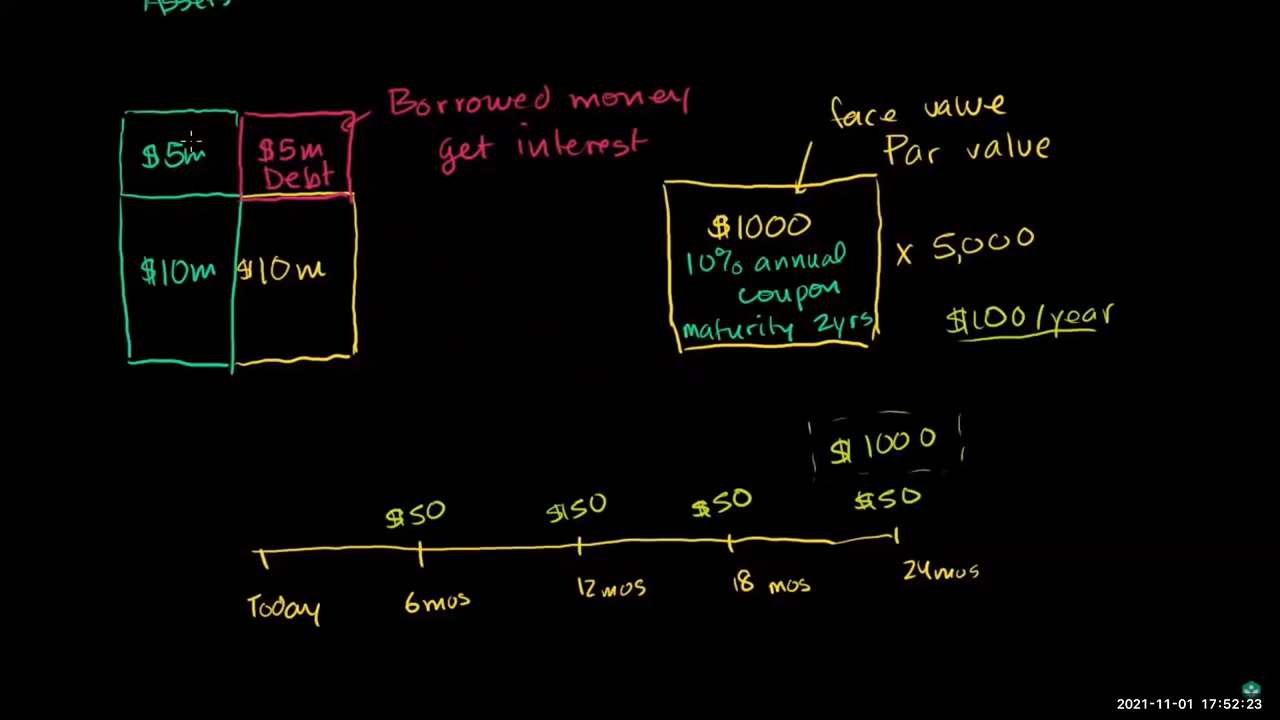 Assets
Borrowed money
get interest
$5m
$5m
Debt
$10m
$10m
face value
Par value
$1000
10% annual
coupon
maturity 2yrs
x 5,000
$100/year
$1000
$50
$50
$50
$50
Today
6mos
12mos
18 mos
24mos
2021-11-01 17:52:23